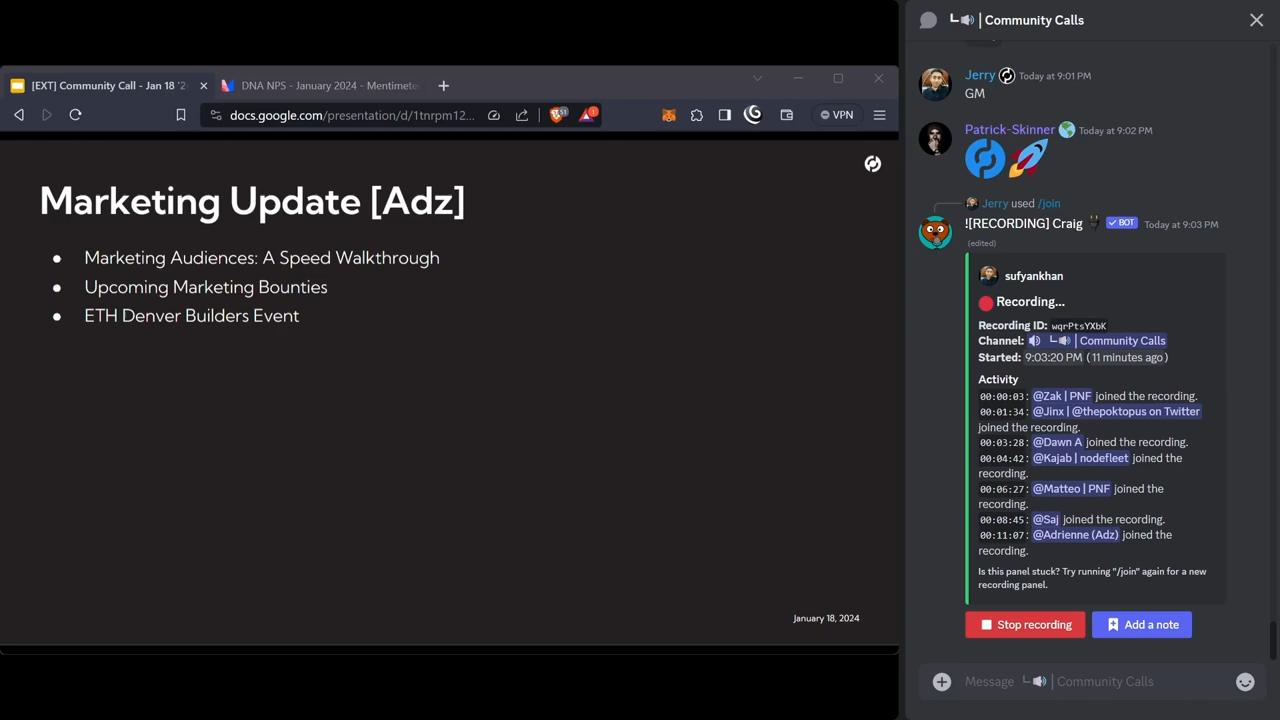 [EXT] Community Call - Jan 18 '2
DNA NPS - January 2024 - Mentimete
docs.google.com/presentation/d/1tnrpm12...
51
1
VPN
Marketing Update [Adz]
● Marketing Audiences: A Speed Walkthrough
● Upcoming Marketing Bounties
● ETH Denver Builders Event
January 18, 2024
Community Calls
Jerry Today at 9:01 PM
GM
Patrick-Skinner Today at 9:02 PM
Jerry used /join
![RECORDING] Craig BOT Today at 9:03 PM
(edited)
sufyankhan
Recording...
Recording ID: wqrPtsYXbK
Channel: Community Calls
Started: 9:03:20 PM (11 minutes ago)
Activity
00:00:03: @Zak | PNF joined the recording.
00:01:34: @Jinx | @thepoktopus on Twitter
joined the recording.
00:03:28: @Dawn A joined the recording.
00:04:42: @Kajab | nodefleet joined the
recording.
00:06:27: @Matteo | PNF joined the
recording.
00:08:45: @Saj joined the recording.
00:11:07: @Adrienne (Adz) joined the
recording.
Is this panel stuck? Try running "/join" again for a new
recording panel.
Stop recording
Add a note
Message Community Calls